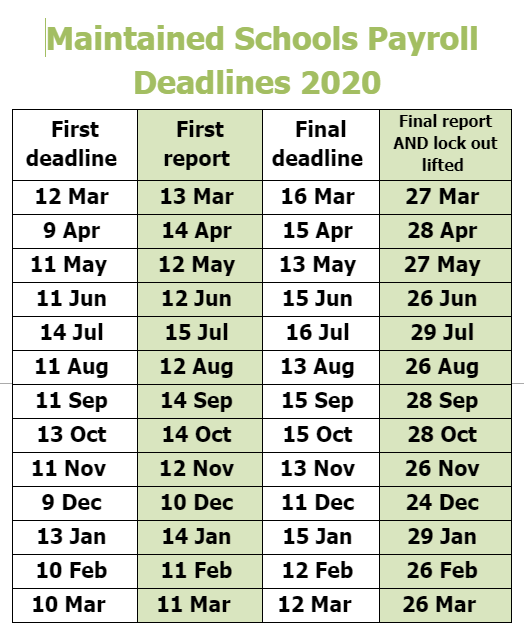 Maintained Schools Payroll
Deadlines 2020
First deadline First report Final deadline Final report AND lock out lifted
12 Mar 13 Mar 16 Mar 27 Mar
9 Apr 14 Apr 15 Apr 28 Apr
11 May 12 May 13 May 27 May
11 Jun 12 Jun 15 Jun 26 Jun
14 Jul 15 Jul 16 Jul 29 Jul
11 Aug 12 Aug 13 Aug 26 Aug
11 Sep 14 Sep 15 Sep 28 Sep
13 Oct 14 Oct 15 Oct 28 Oct
11 Nov 12 Nov 13 Nov 26 Nov
9 Dec 10 Dec 11 Dec 24 Dec
13 Jan 14 Jan 15 Jan 29 Jan
10 Feb 11 Feb 12 Feb 26 Feb
10 Mar 11 Mar 12 Mar 26 Mar